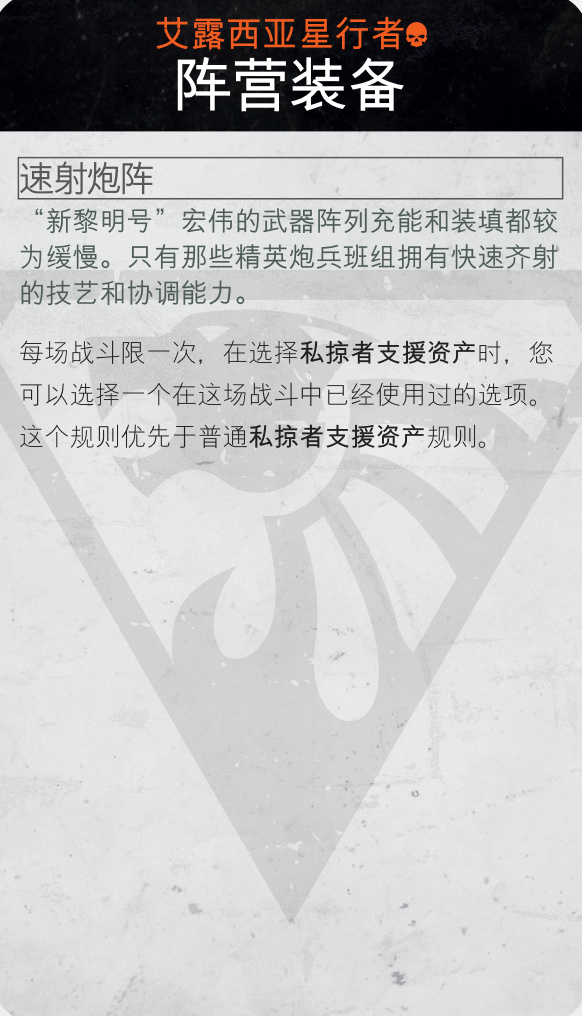 艾露西亚星行者
阵营装备
速射炮阵
“新黎明号”宏伟的武器阵列充能和装填都较
为缓慢。只有那些精英炮兵班组拥有快速齐射
的技艺和协调能力。
每场战斗限一次，在选择私掠者支援资产时，您
可以选择一个在这场战斗中已经使用过的选项。
这个规则优先于普通私掠者支援资产规则。